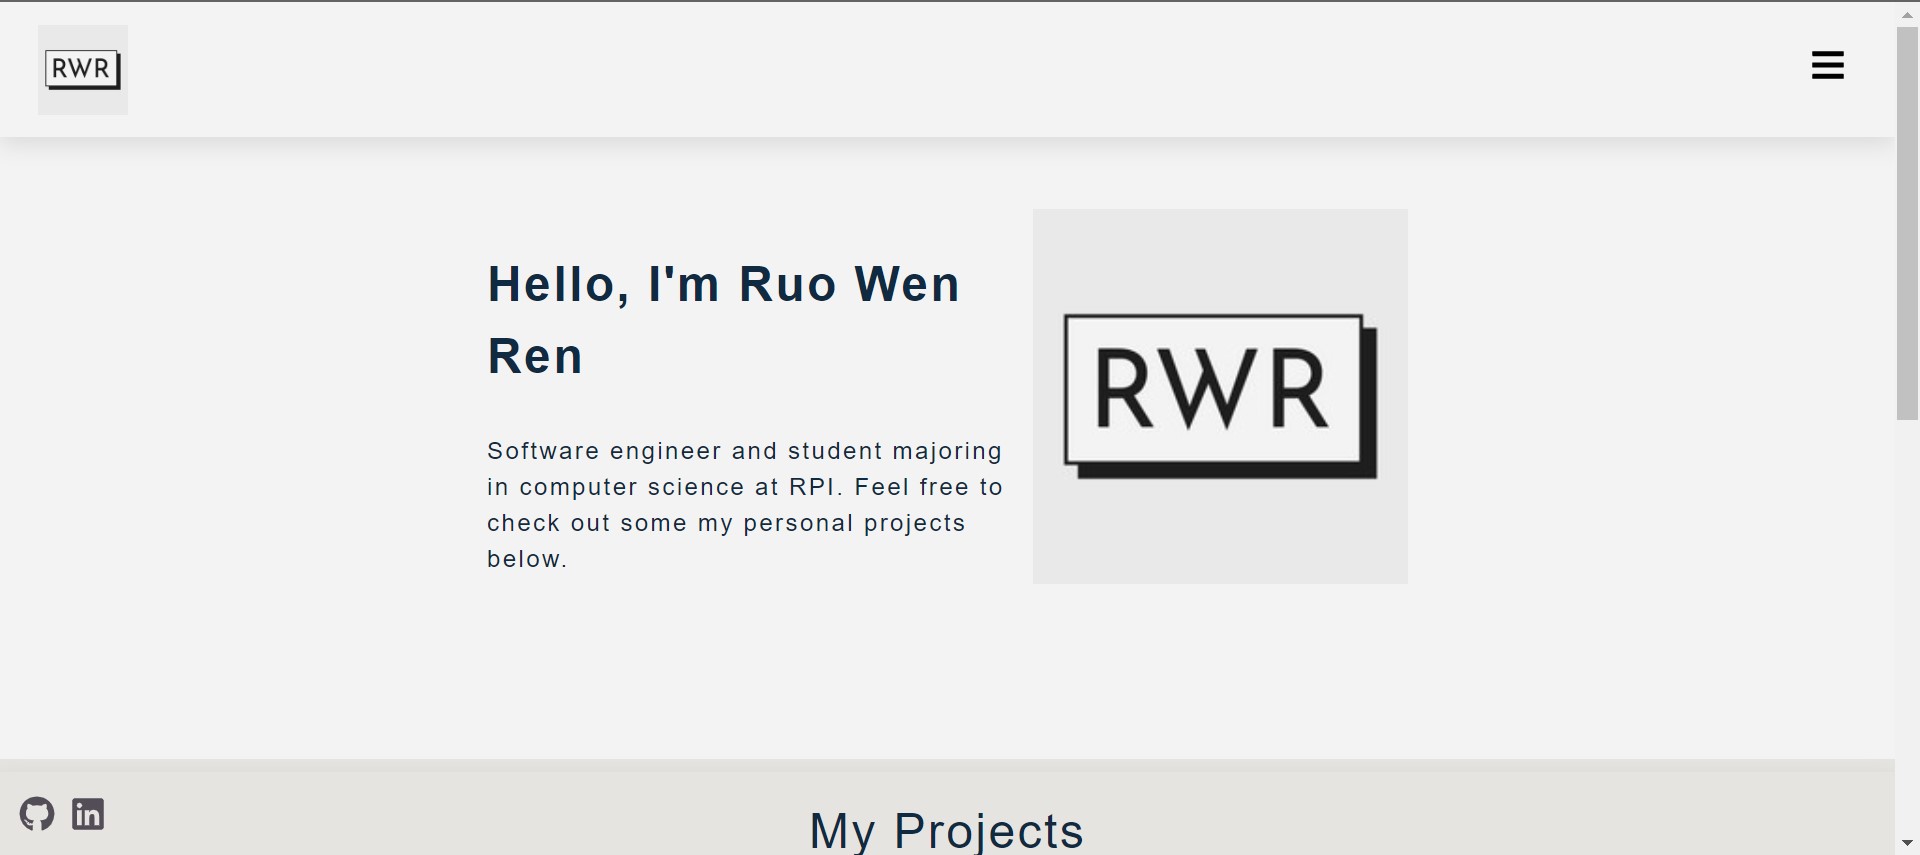 RWR
Hello, I'm Ruo Wen
Ren
Software engineer and student majoring
in computer science at RPI. Feel free to
check out some my personal projects
below.
RWR
in
My Projects